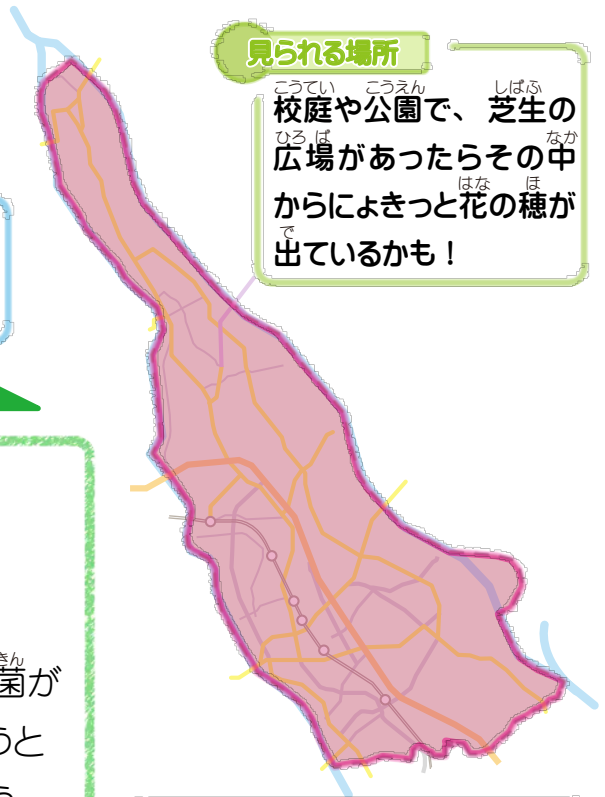 見られる場所
校庭や公園で、芝生の
広場があったらその中
からにょきっと花の穂が
出ているかも！
菌が
うと